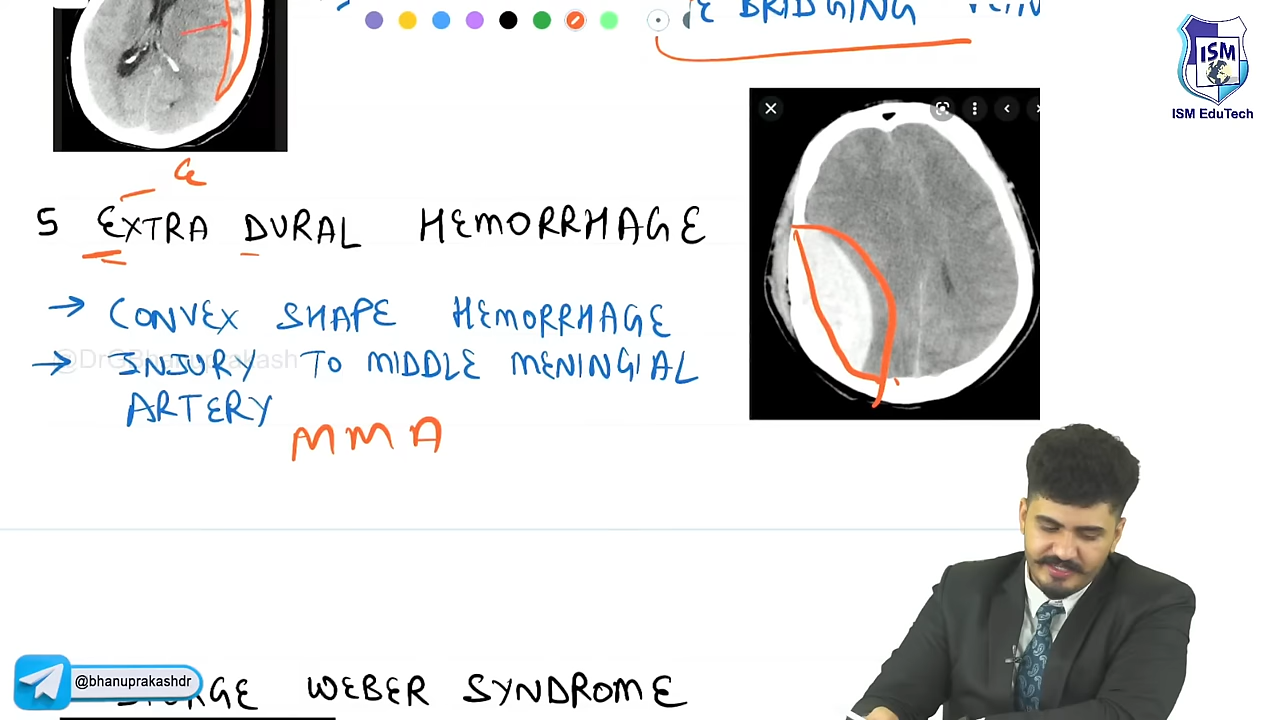 BRIDGING
ISM
ISM EduTech
5 EXTRA DURAL HEMORRHAGE
→ CONVEX SHAPE HEMORRHAGE
@DrGBhanuprakash
→ INJURY TO MIDDLE MENINGIAL
ARTERY
MMA
@bhanuprakashdr
WEBER SYNDROME